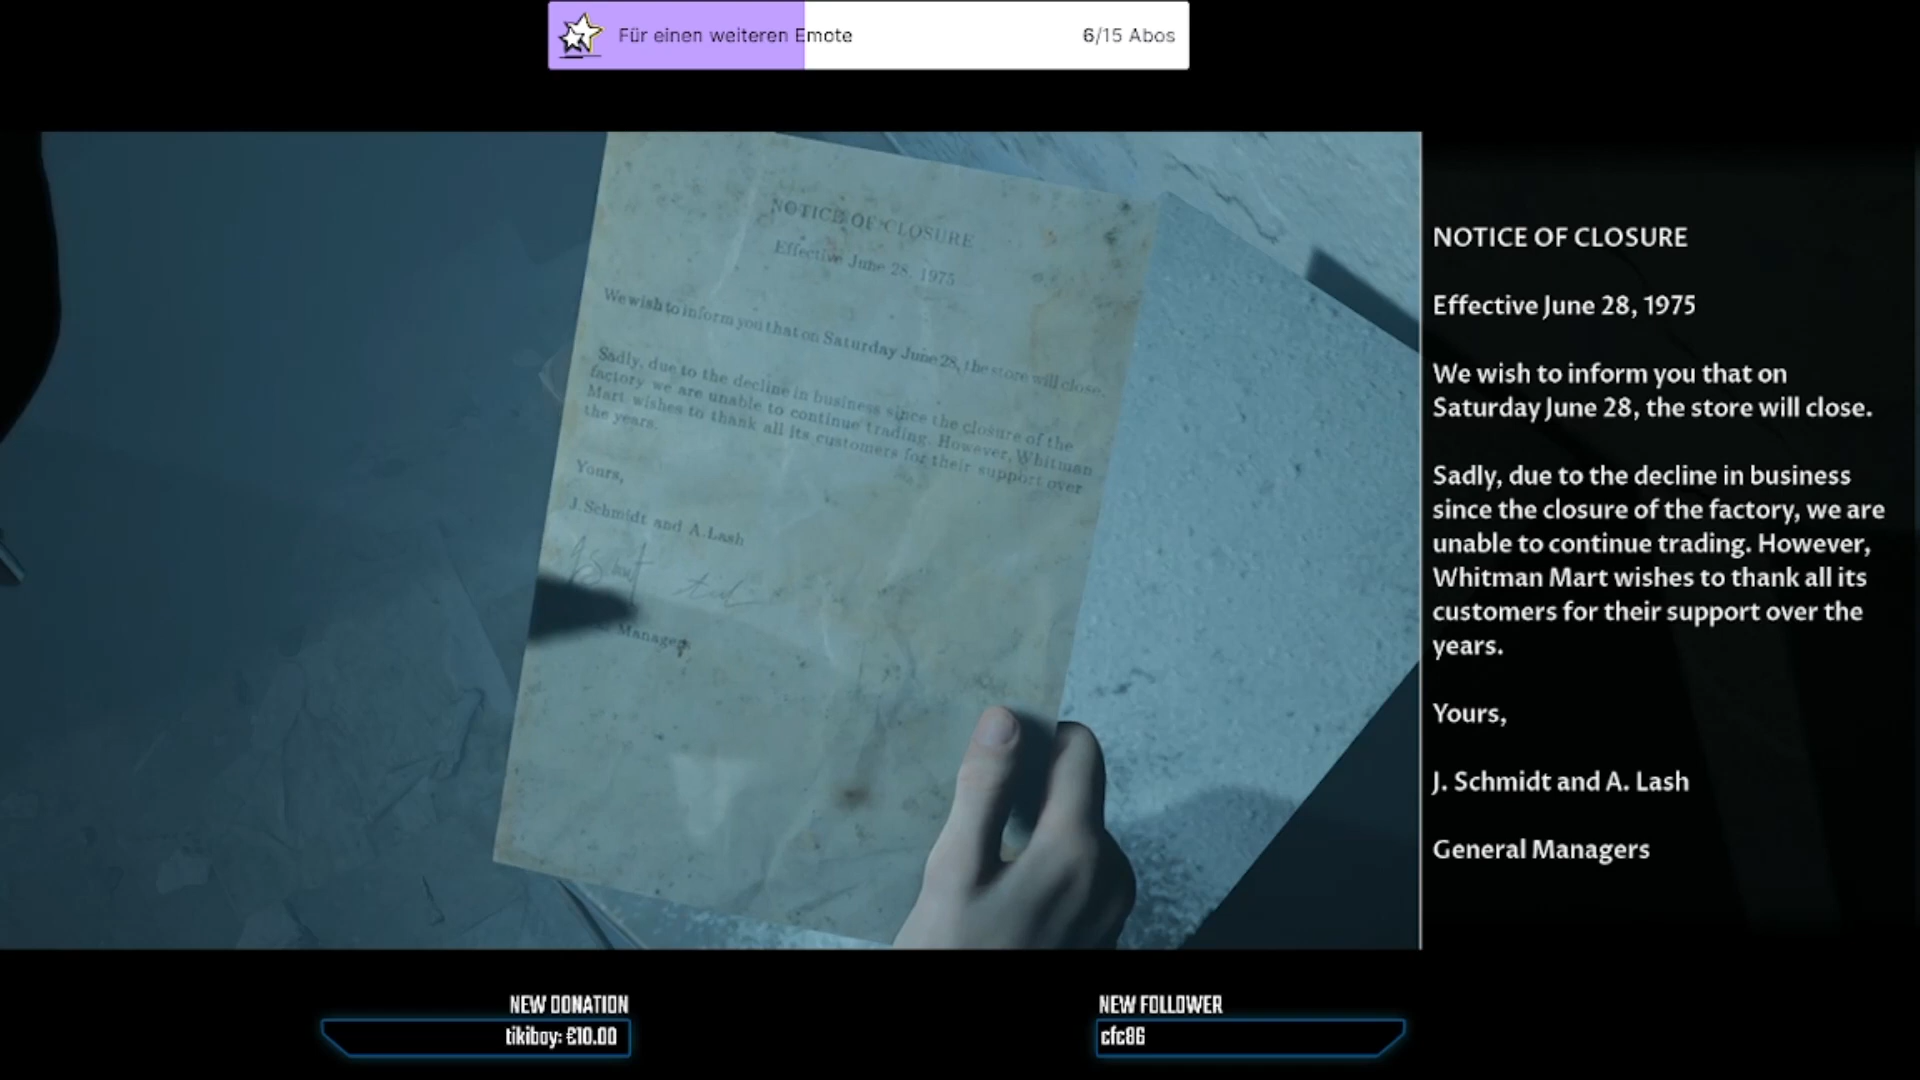 Für einen weiteren Emote 6/15 Abos
NOTICE OF CLOSURE
Effective June 28, 1975
We wish to inform you that on Saturday June 28, the store will close.
Sadly, due to the decline in business since the closure of the
factory we are unable to continue trading. However, Whitman
Mart wishes to thank all its customers for their support over
the years.
Yours,
J.Schmidt and A.Lash
Managers
NOTICE OF CLOSURE
Effective June 28, 1975
We wish to inform you that on
Saturday June 28, the store will close.
Sadly, due to the decline in business
since the closure of the factory, we are
unable to continue trading. However,
Whitman Mart wishes to thank all its
customers for their support over the
years.
Yours,
J. Schmidt and A. Lash
General Managers
NEW DONATION
tikiboy: €10.00
NEW FOLLOWER
cfc86